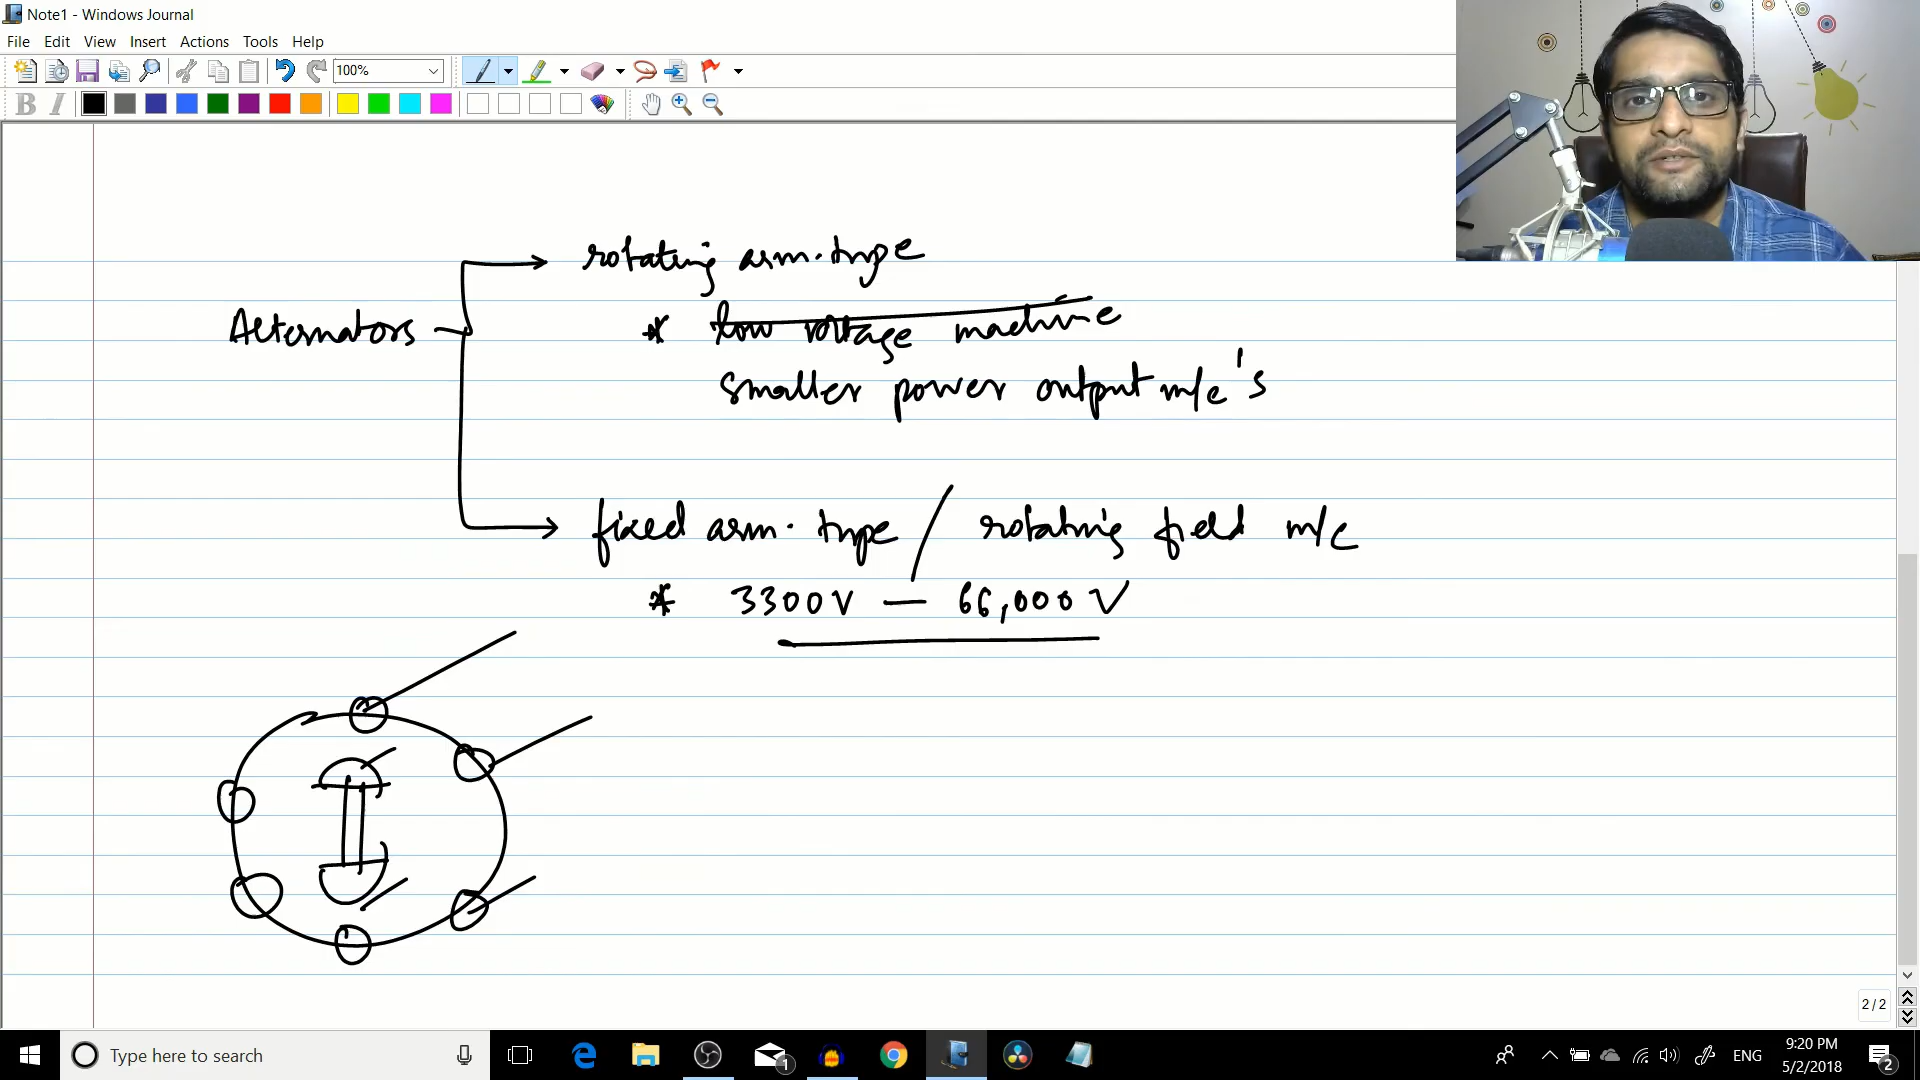 Note1 - Windows Journal
File Edit View Insert Actions Tools Help
100%
B I
rotating arm. type
Alternators
* low voltage machine
smaller power output m/c's
fixed arm. type / rotating field m/c
* 3300V — 66,000 V
2 / 2
Type here to search
1
ENG
9:20 PM
5/2/2018
2